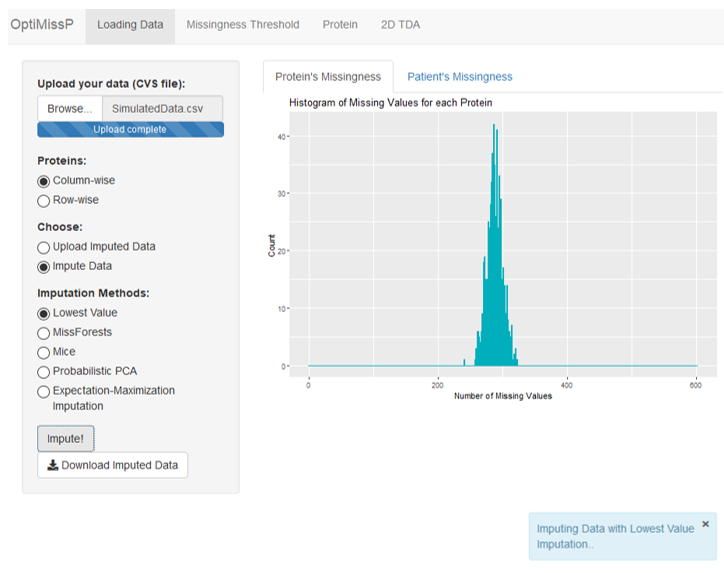 OptiMissP Loading Data Missingness Threshold Protein 2D TDA
Upload your data (CVS file):
Browse... SimulatedData.csv
Upload complete
Proteins:
Column-wise
Row-wise
Choose:
Upload Imputed Data
Impute Data
Imputation Methods:
Lowest Value
MissForests
Mice
Probabilistic PCA
Expectation-Maximization
Imputation
Impute!
Download Imputed Data
Protein's Missingness Patient's Missingness
Histogram of Missing Values for each Protein
Count
40
30
20
10
0
0 200 400 600
Number of Missing Values
Imputing Data with Lowest Value ×
Imputation..